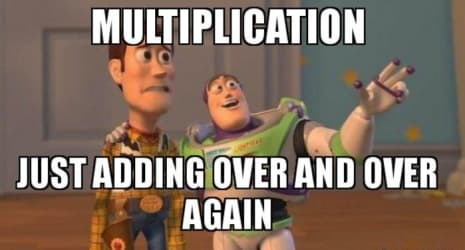 MULTIPLICATION
JUST ADDING OVER AND OVER
AGAIN